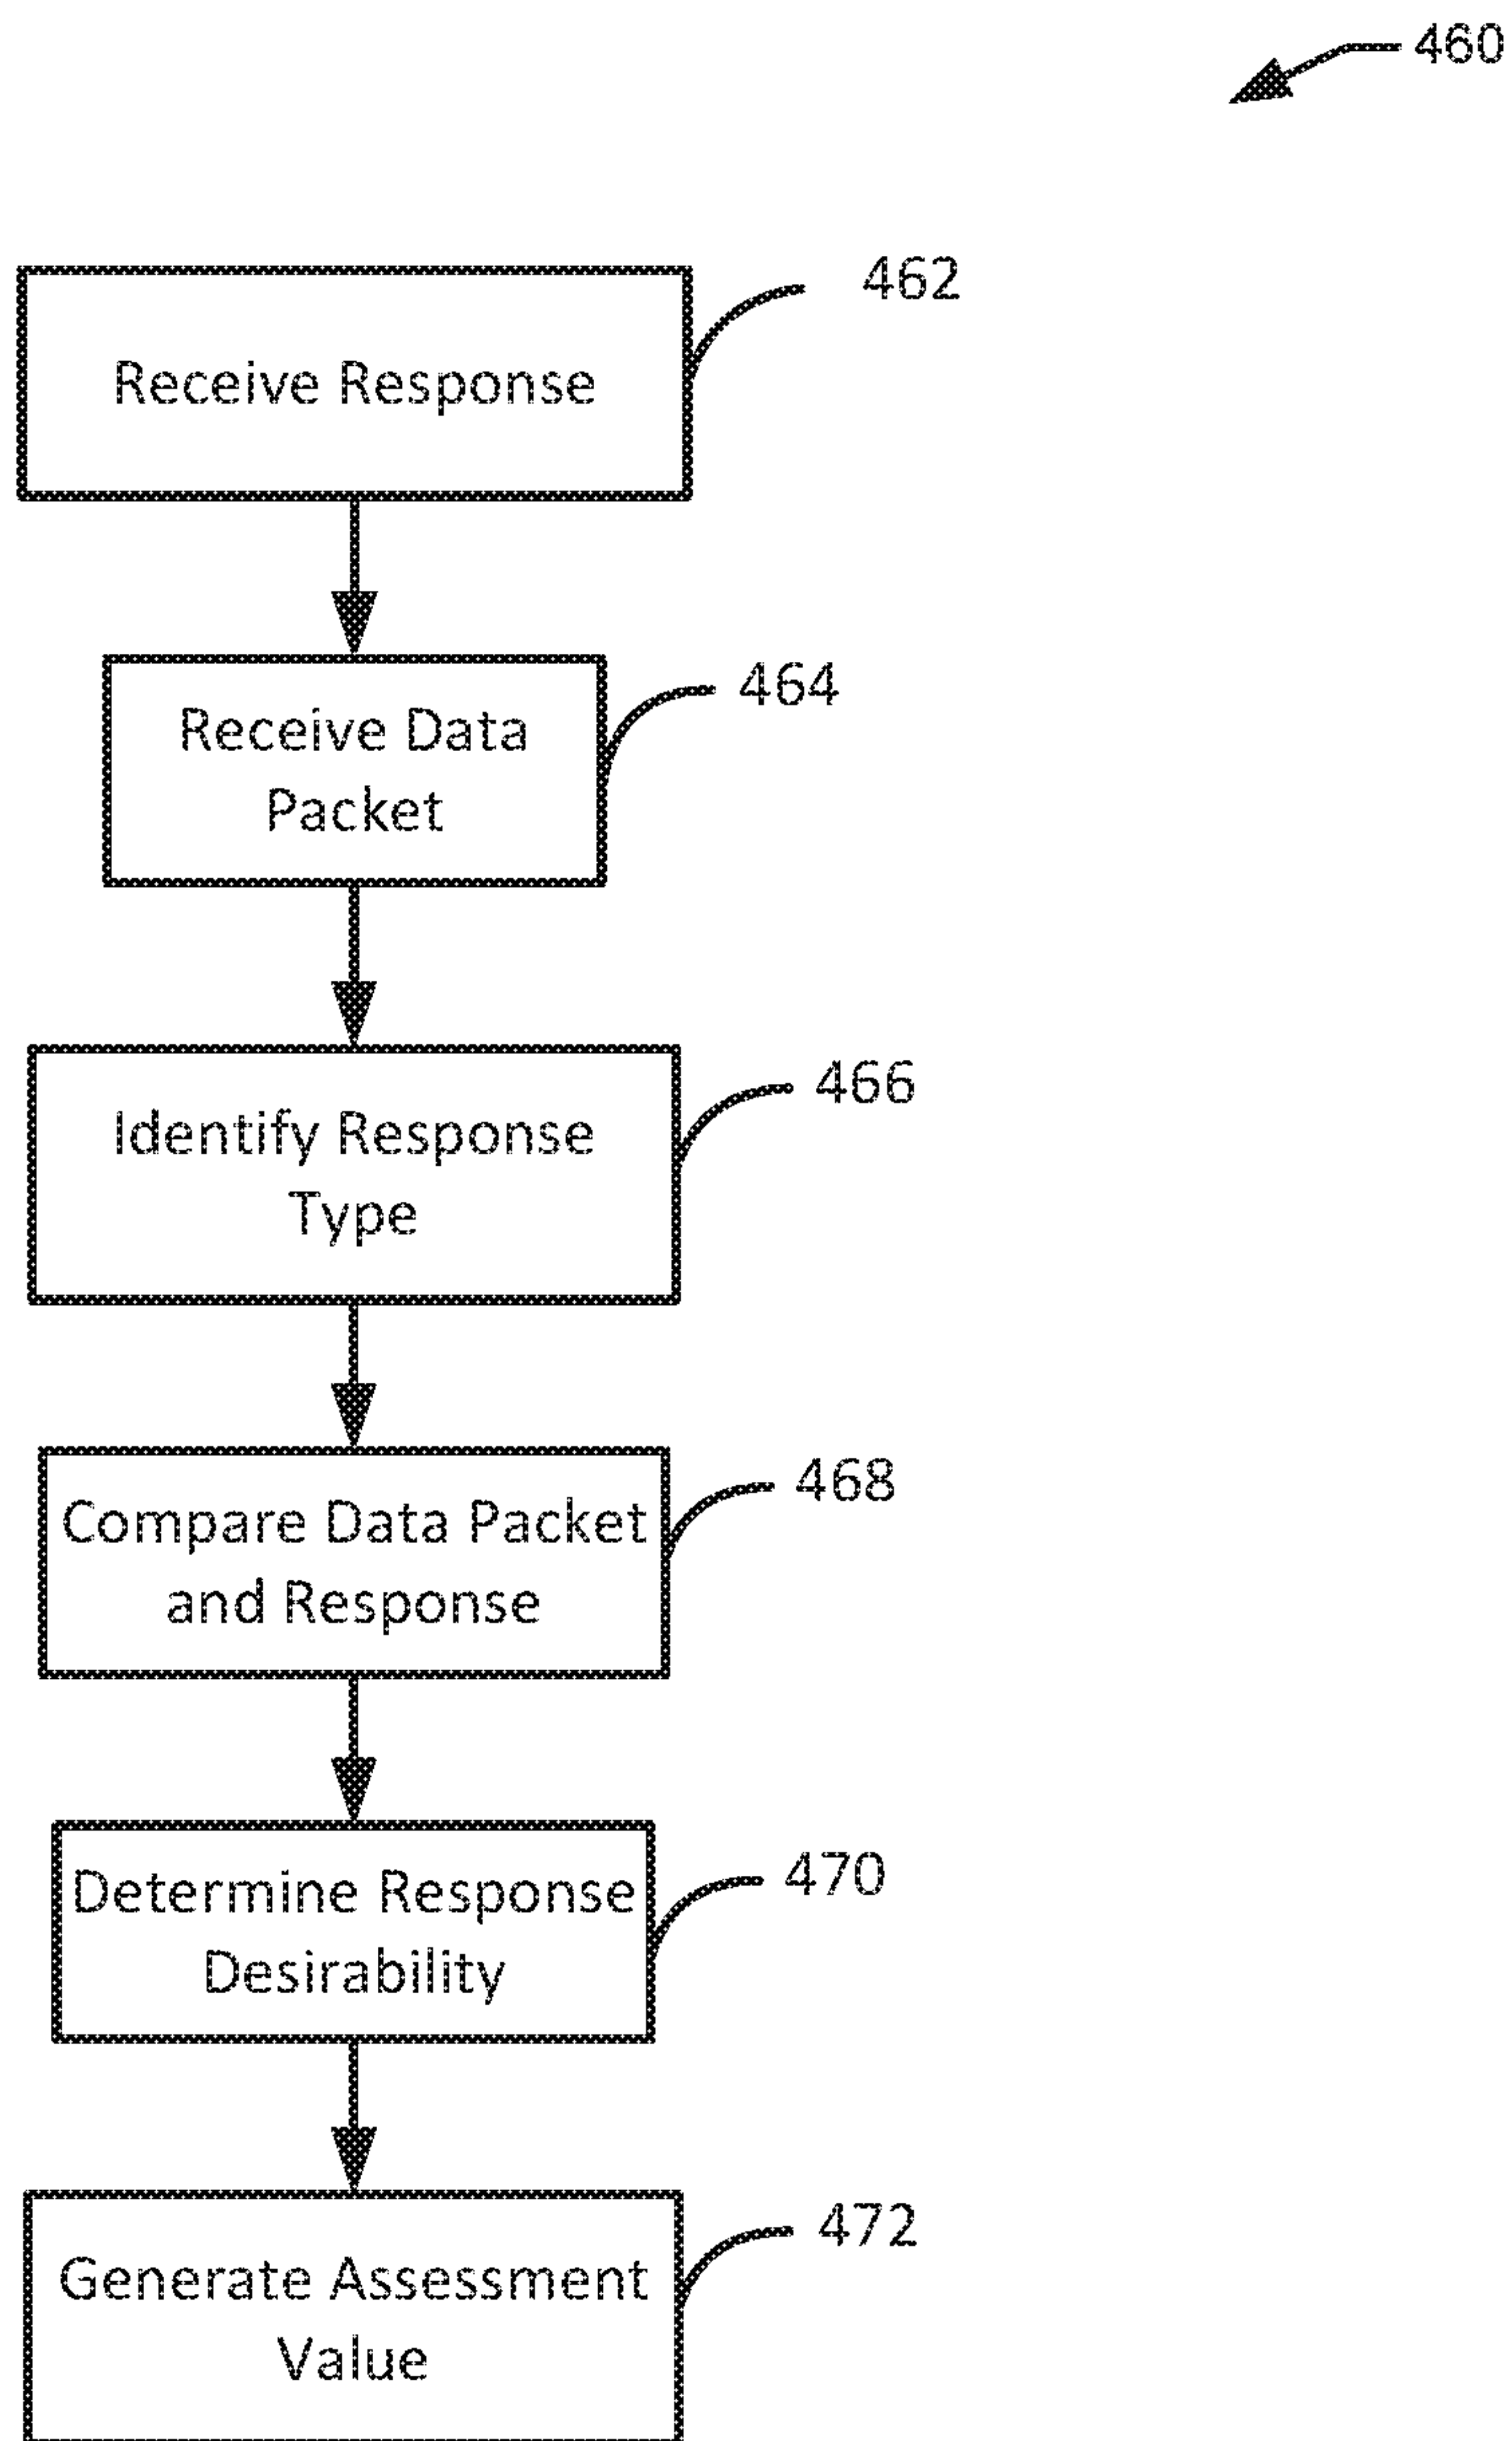 460
462
Receive Response
464
Receive Data
Packet
466
Identify Response
Type
468
Compare Data Packet
and Response
470
Determine Response
Desirability
472
Generate Assessment
Value